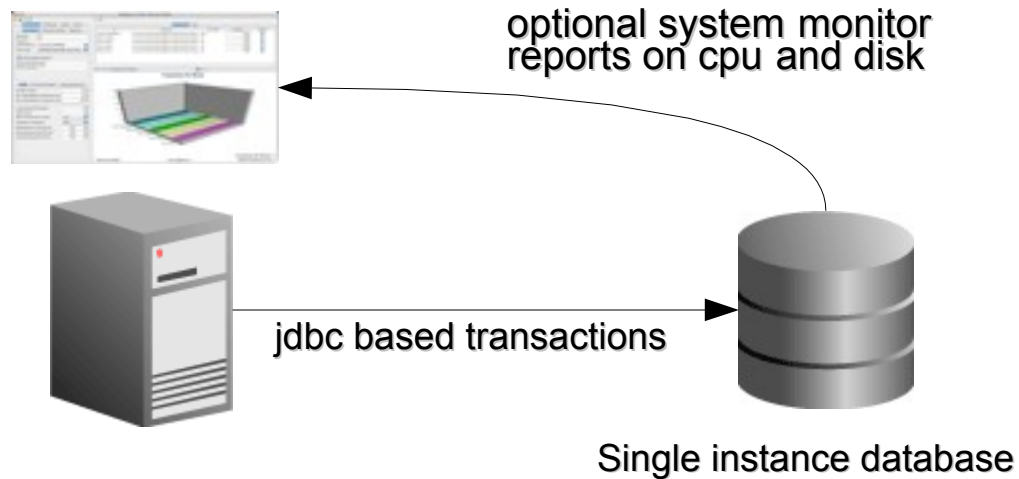 optional system monitor
reports on cpu and disk
jdbc based transactions
Single instance database